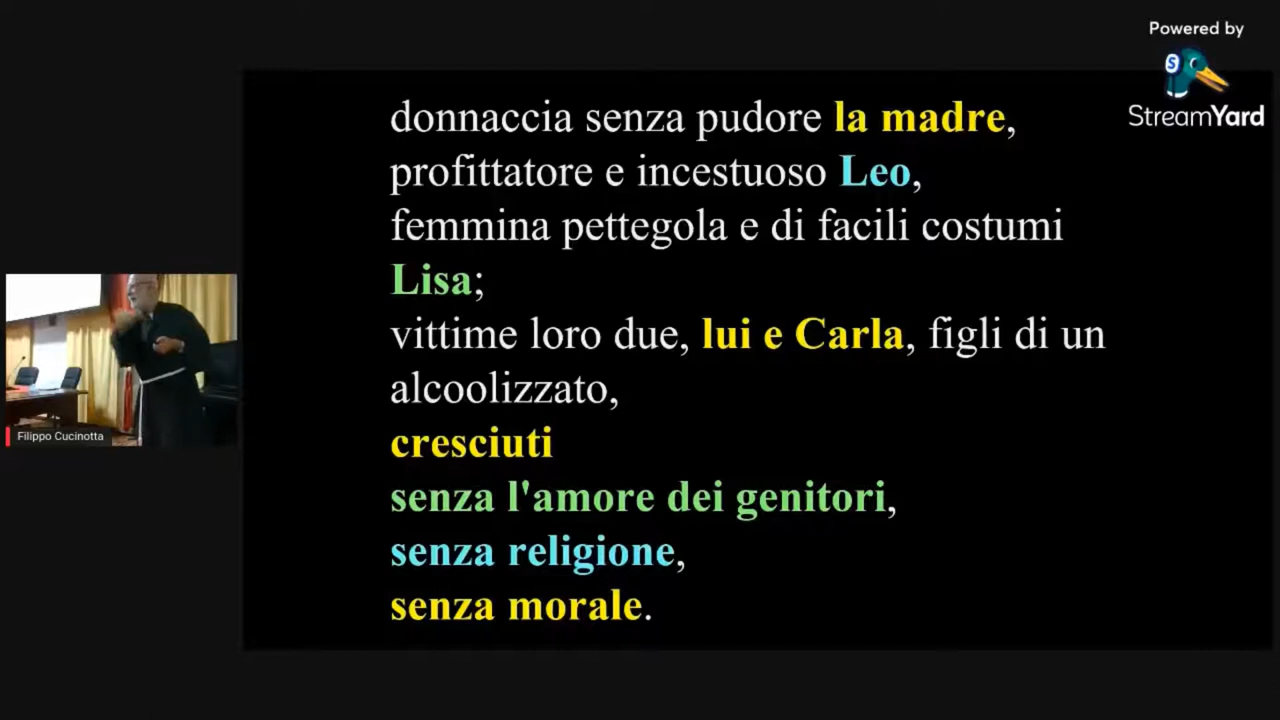 Powered by
StreamYard
donnaccia senza pudore la madre,
profittatore e incestuoso Leo,
femmina pettegola e di facili costumi
Lisa;
vittime loro due, lui e Carla, figli di un
alcoolizzato,
cresciuti
senza l'amore dei genitori,
senza religione,
senza morale.
Filippo Cucinotta